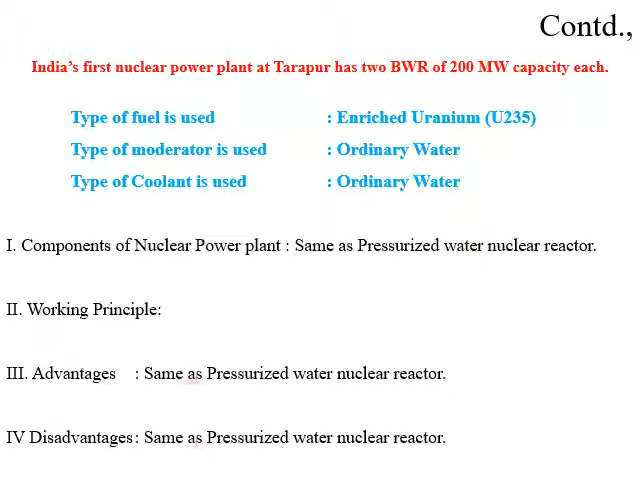 Contd.,
India's first nuclear power plant at Tarapur has two BWR of 200 MW capacity each.
Type of fuel is used : Enriched Uranium (U235)
Type of moderator is used : Ordinary Water
Type of Coolant is used : Ordinary Water
I. Components of Nuclear Power plant : Same as Pressurized water nuclear reactor.
II. Working Principle:
III. Advantages : Same as Pressurized water nuclear reactor.
IV Disadvantages: Same as Pressurized water nuclear reactor.